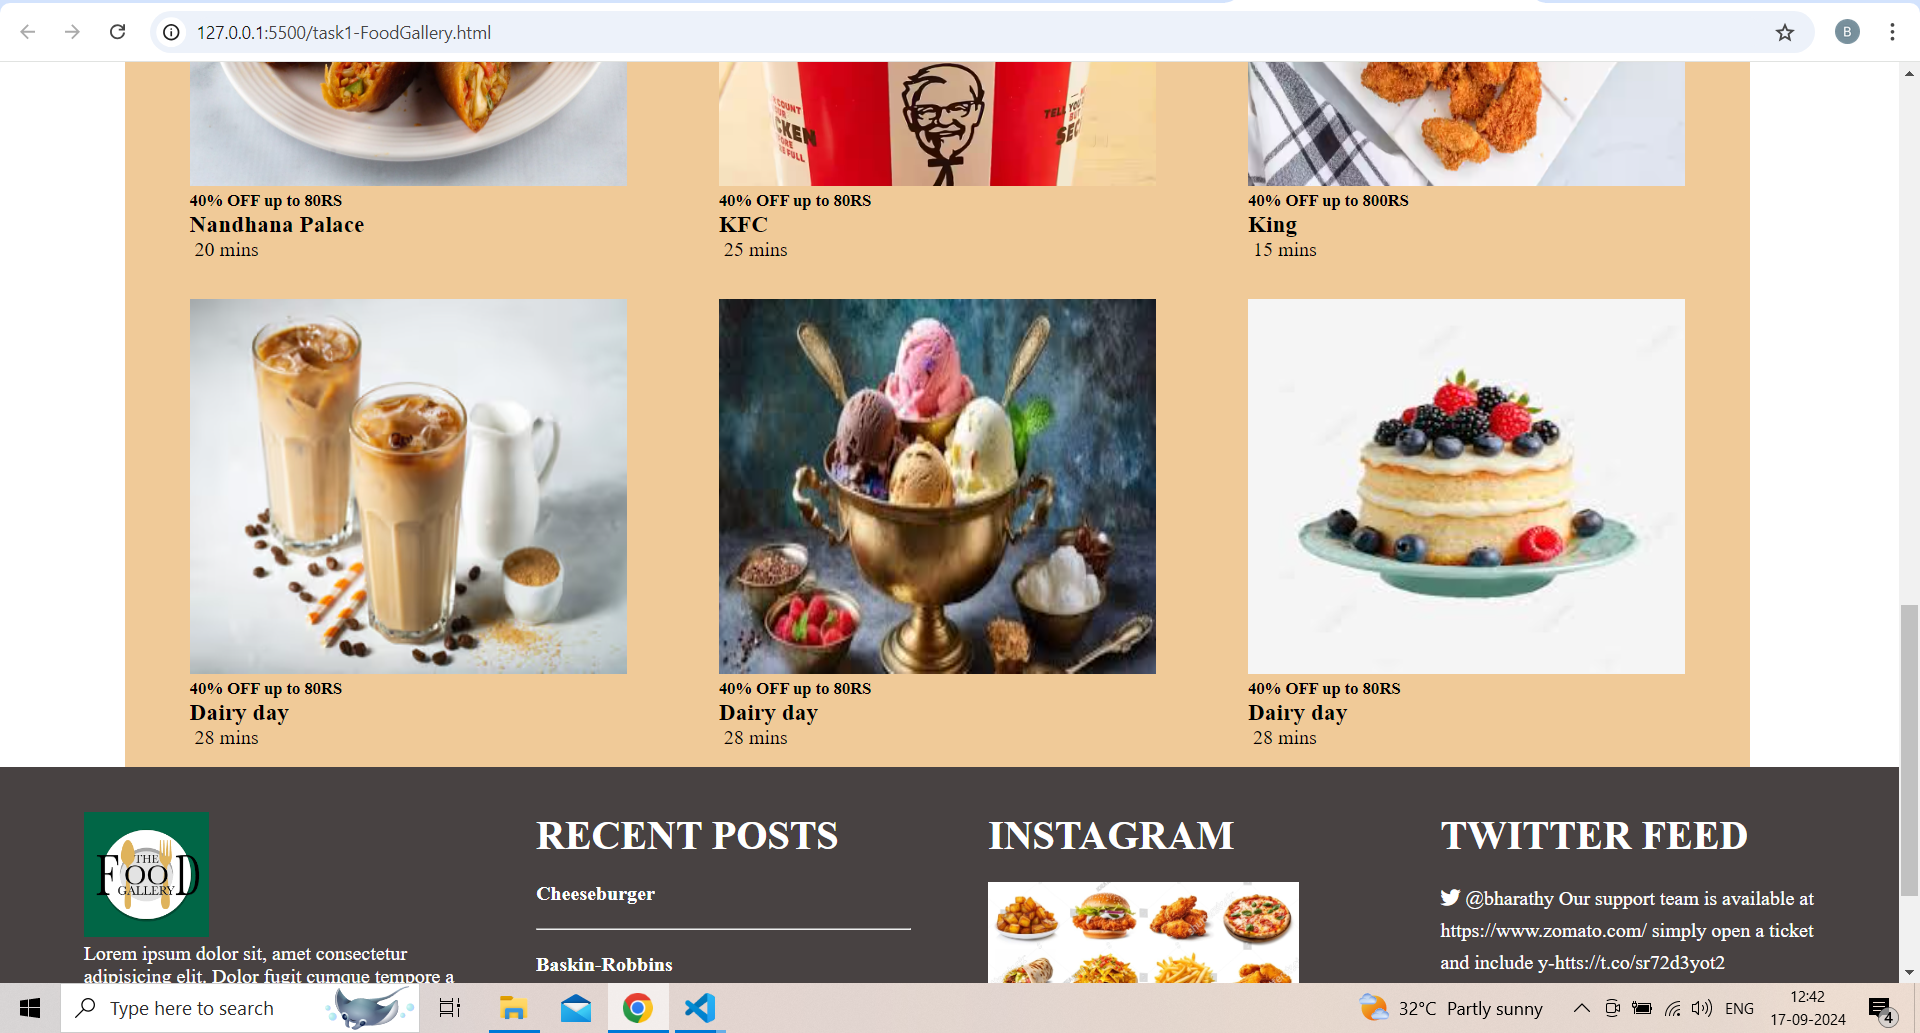 127.0.0.1:5500/task1-FoodGallery.html
B
TELL YOU
SEC
CKEN
FULL
40% OFF up to 80RS
Nandhana Palace
20 mins
40% OFF up to 80RS
KFC
25 mins
40% OFF up to 800RS
King
15 mins
40% OFF up to 80RS
Dairy day
28 mins
40% OFF up to 80RS
Dairy day
28 mins
40% OFF up to 80RS
Dairy day
28 mins
THE
FOOD
GALLERY
Lorem ipsum dolor sit, amet consectetur
adipisicing elit. Dolor fugit cumque tempore a
RECENT POSTS
Cheeseburger
Baskin-Robbins
INSTAGRAM
TWITTER FEED
@bharathy Our support team is available at
https://www.zomato.com/ simply open a ticket
and include y-htts://t.co/sr72d3yot2
Type here to search
32°C Partly sunny
ENG
12:42
17-09-2024
4